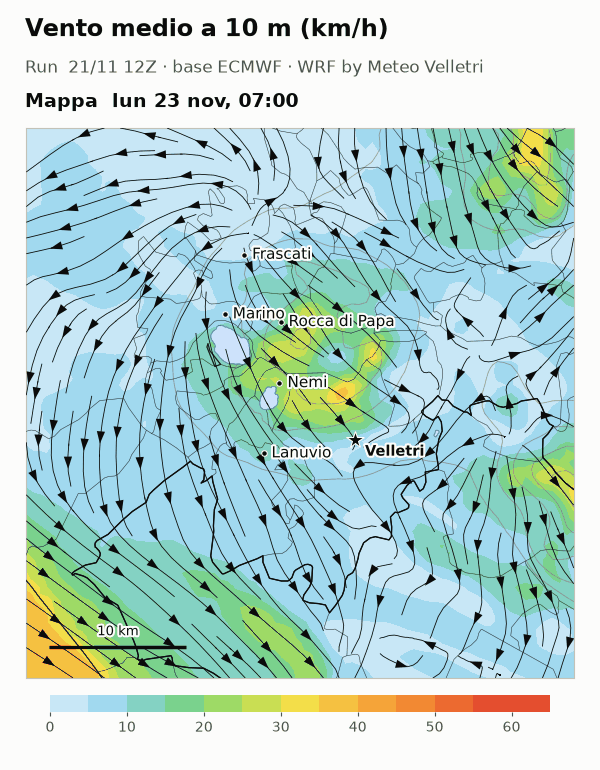 Vento medio a 10 m (km/h)
Run  21/11 12Z · base ECMWF · WRF by Meteo Velletri
Mappa  lun 23 nov, 07:00
Frascati
Marino
Rocca di Papa
Nemi
Velletri
Lanuvio
10 km
0 10 20 30 40 50 60